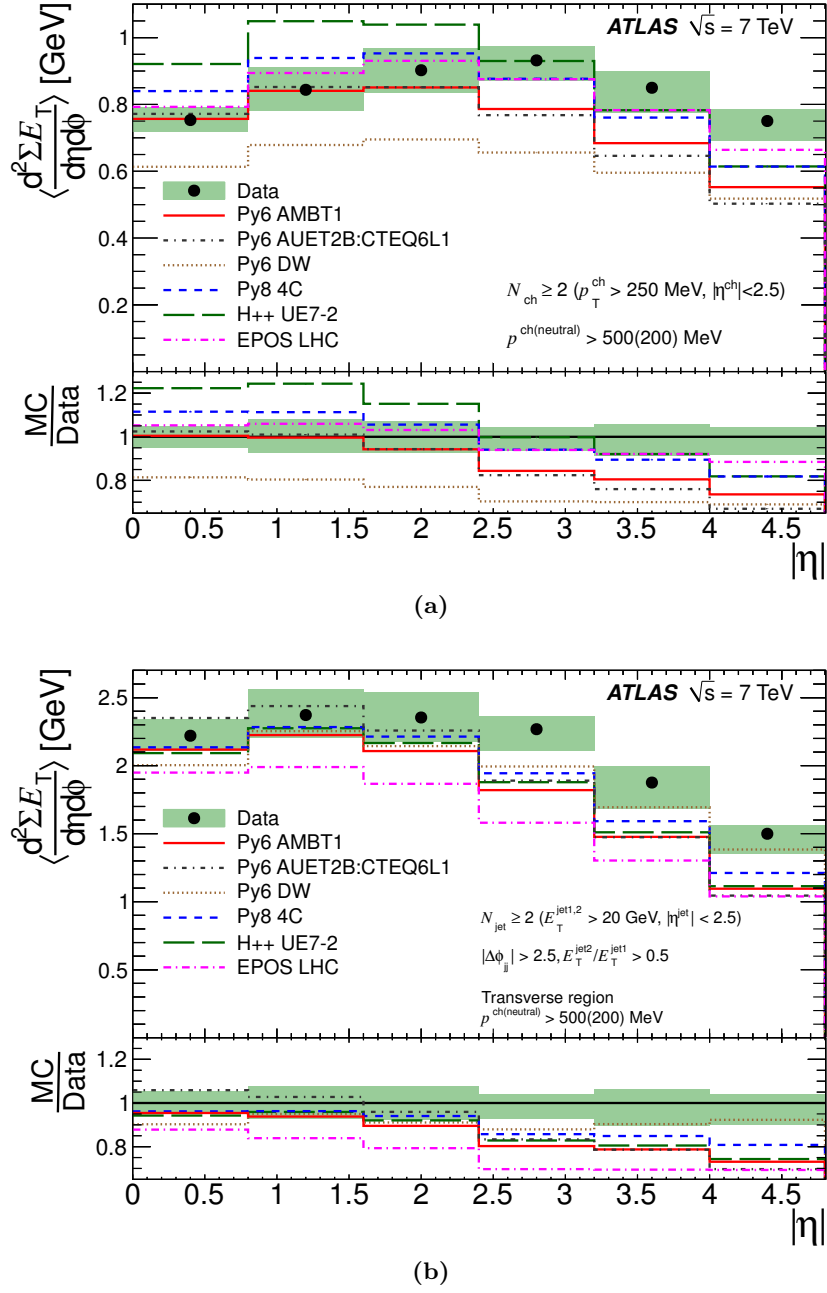 ATLAS √s = 7 TeV
⟨d²ΣE_T/dηdϕ⟩ [GeV]
1
0.8
0.6
0.4
0.2
Data
Py6 AMBT1
Py6 AUET2B:CTEQ6L1
Py6 DW
Py8 4C
H++ UE7-2
EPOS LHC
N_ch ≥ 2 (p_T^ch > 250 MeV, |η^ch|<2.5)
p^ch(neutral) > 500(200) MeV
MC/Data
1.2
1
0.8
0 0.5 1 1.5 2 2.5 3 3.5 4 4.5
|η|
(a)
ATLAS √s = 7 TeV
⟨d²ΣE_T/dηdϕ⟩ [GeV]
2.5
2
1.5
1
0.5
Data
Py6 AMBT1
Py6 AUET2B:CTEQ6L1
Py6 DW
Py8 4C
H++ UE7-2
EPOS LHC
N_jet ≥ 2 (E_T^jet1,2 > 20 GeV, |η^jet| < 2.5)
|Δϕ_jj| > 2.5, E_T^jet2/E_T^jet1 > 0.5
Transverse region
p^ch(neutral) > 500(200) MeV
MC/Data
1.2
1
0.8
0 0.5 1 1.5 2 2.5 3 3.5 4 4.5
|η|
(b)